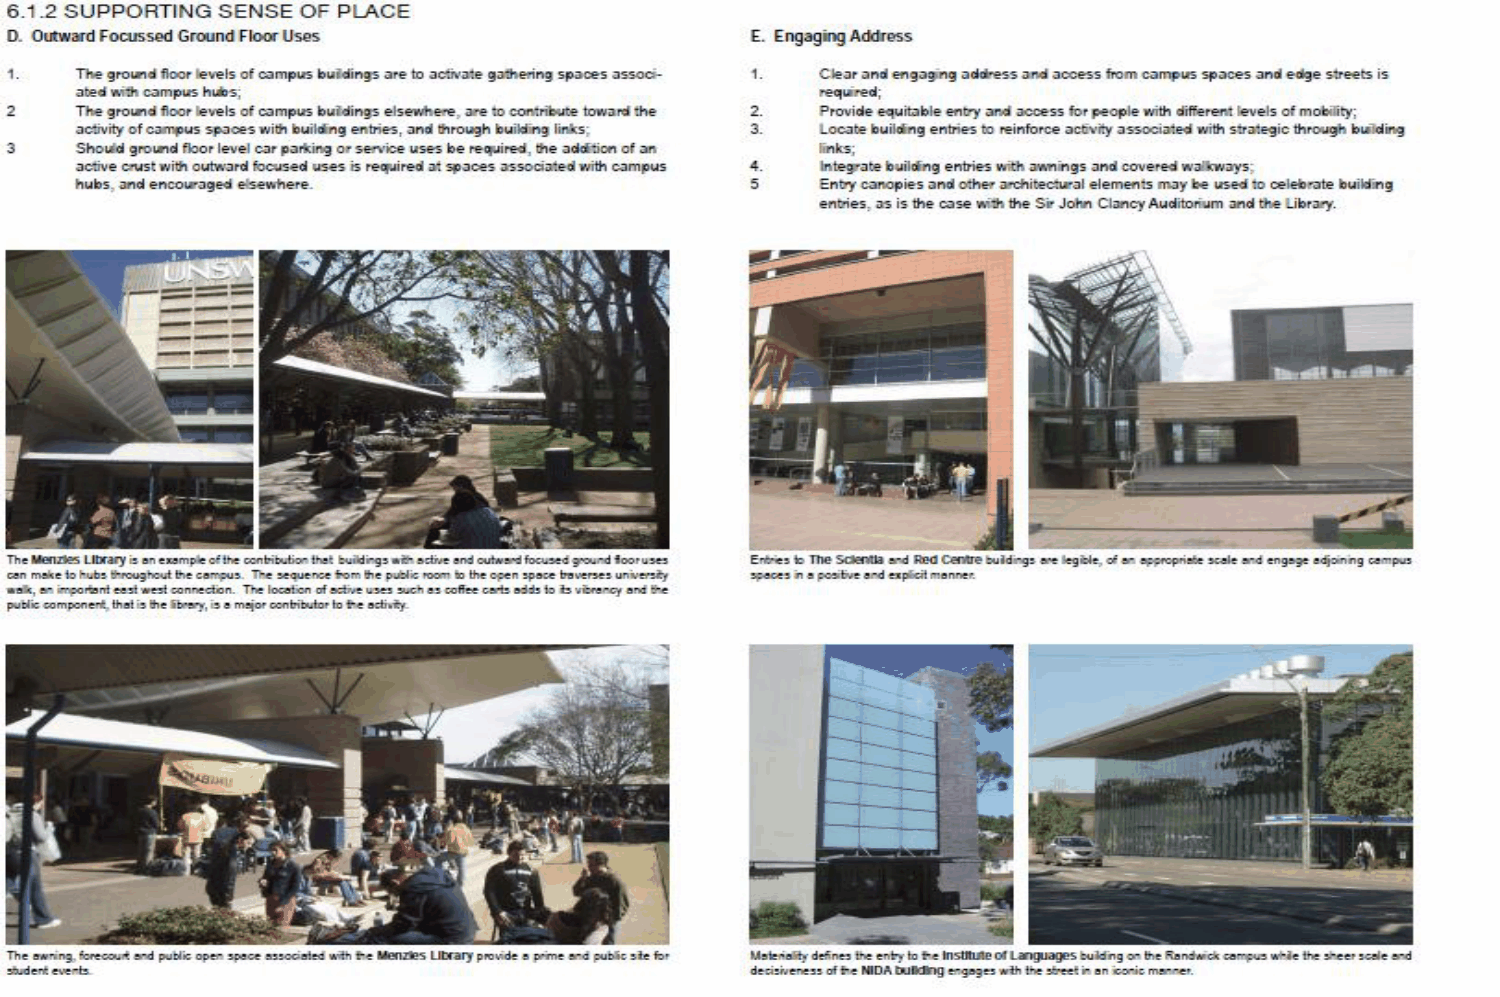 6.1.2 SUPPORTING SENSE OF PLACE
D. Outward Focussed Ground Floor Uses
1. The ground floor levels of campus buildings are to activate gathering spaces associ-
ated with campus hubs;
2 The ground floor levels of campus buildings elsewhere, are to contribute toward the
activity of campus spaces with building entries, and through building links;
3 Should ground floor level car parking or service uses be required, the addition of an
active crust with outward focused uses is required at spaces associated with campus
hubs, and encouraged elsewhere.
UNSW
The Menzies Library is an example of the contribution that buildings with active and outward focused ground floor uses
can make to hubs throughout the campus. The sequence from the public room to the open space traverses university
walk, an important east west connection. The location of active uses such as coffee carts adds to its vibrancy and the
public component, that is the library, is a major contributor to the activity.
The awning, forecourt and public open space associated with the Menzies Library provide a prime and public site for
student events.
E. Engaging Address
1. Clear and engaging address and access from campus spaces and edge streets is
required;
2. Provide equitable entry and access for people with different levels of mobility;
3. Locate building entries to reinforce activity associated with strategic through building
links;
4. Integrate building entries with awnings and covered walkways;
5 Entry canopies and other architectural elements may be used to celebrate building
entries, as is the case with the Sir John Clancy Auditorium and the Library.
Entries to The Scientia and Red Centre buildings are legible, of an appropriate scale and engage adjoining campus
spaces in a positive and explicit manner.
Materiality defines the entry to the Institute of Languages building on the Randwick campus while the sheer scale and
decisiveness of the NIDA building engages with the street in an iconic manner.